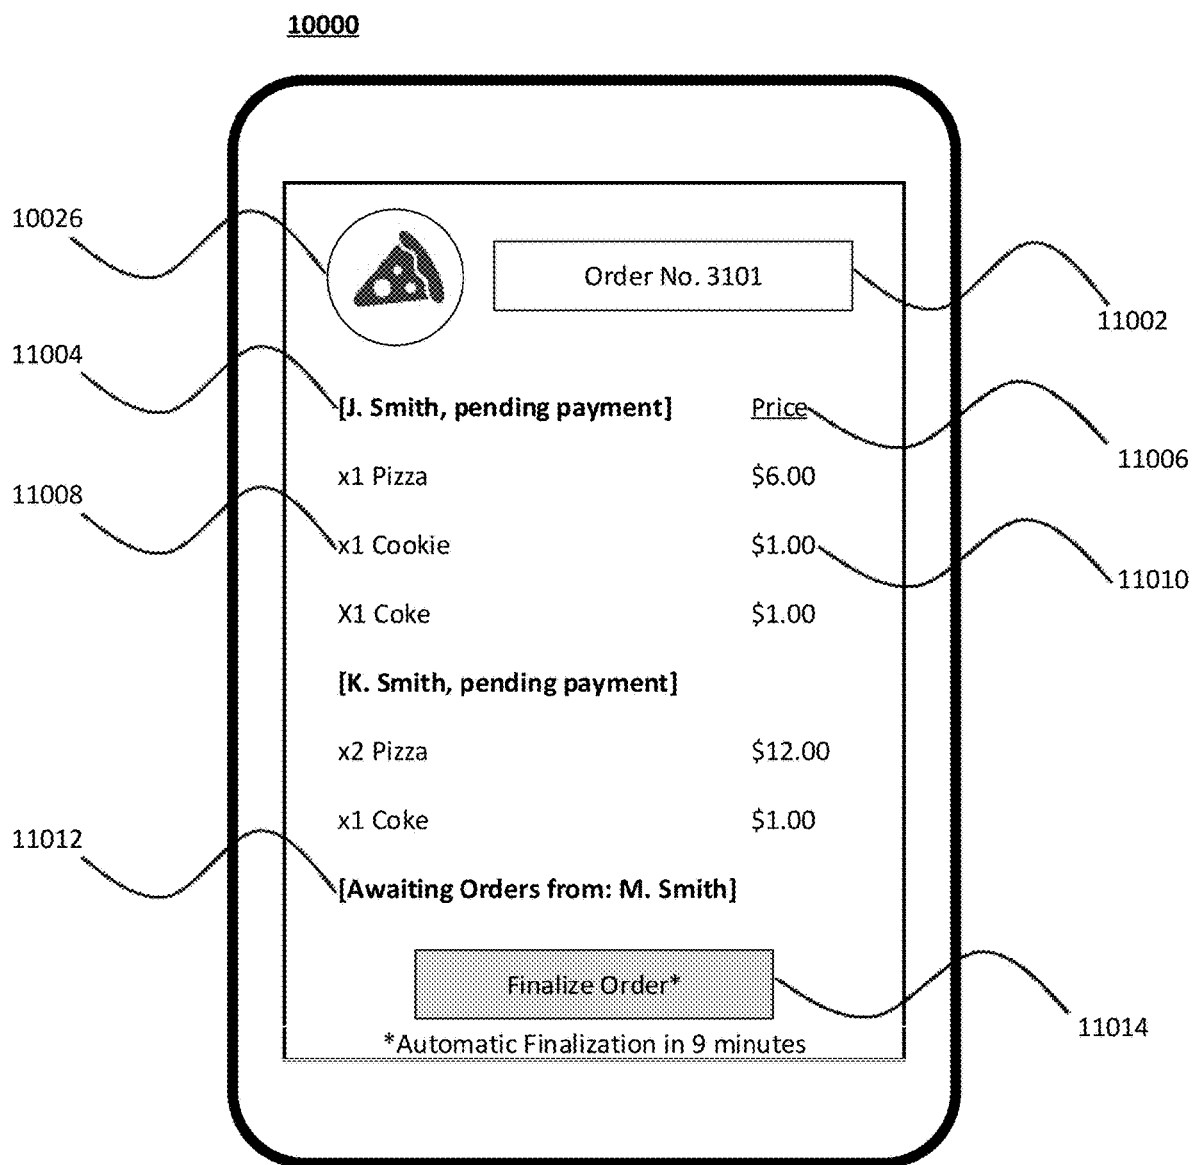 10000
10026
Order No. 3101
11002
11004
[J. Smith, pending payment] Price
11006
x1 Pizza $6.00
11008
x1 Cookie $1.00
11010
X1 Coke $1.00
[K. Smith, pending payment]
x2 Pizza $12.00
x1 Coke $1.00
11012
[Awaiting Orders from: M. Smith]
Finalize Order*
11014
*Automatic Finalization in 9 minutes